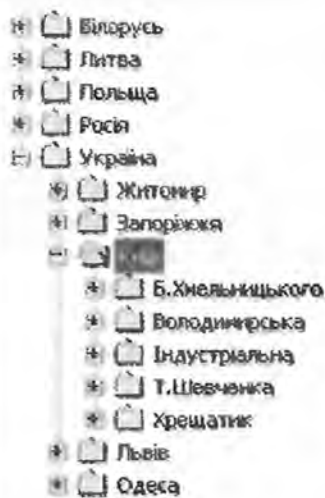 Білорусь
Литва
Польща
Росія
Україна
Житомир
Запоріжжя
Б.Хмельницького
Володимирська
Індустріальна
Т.Шевченка
Хрещатик
Львів
Одеса